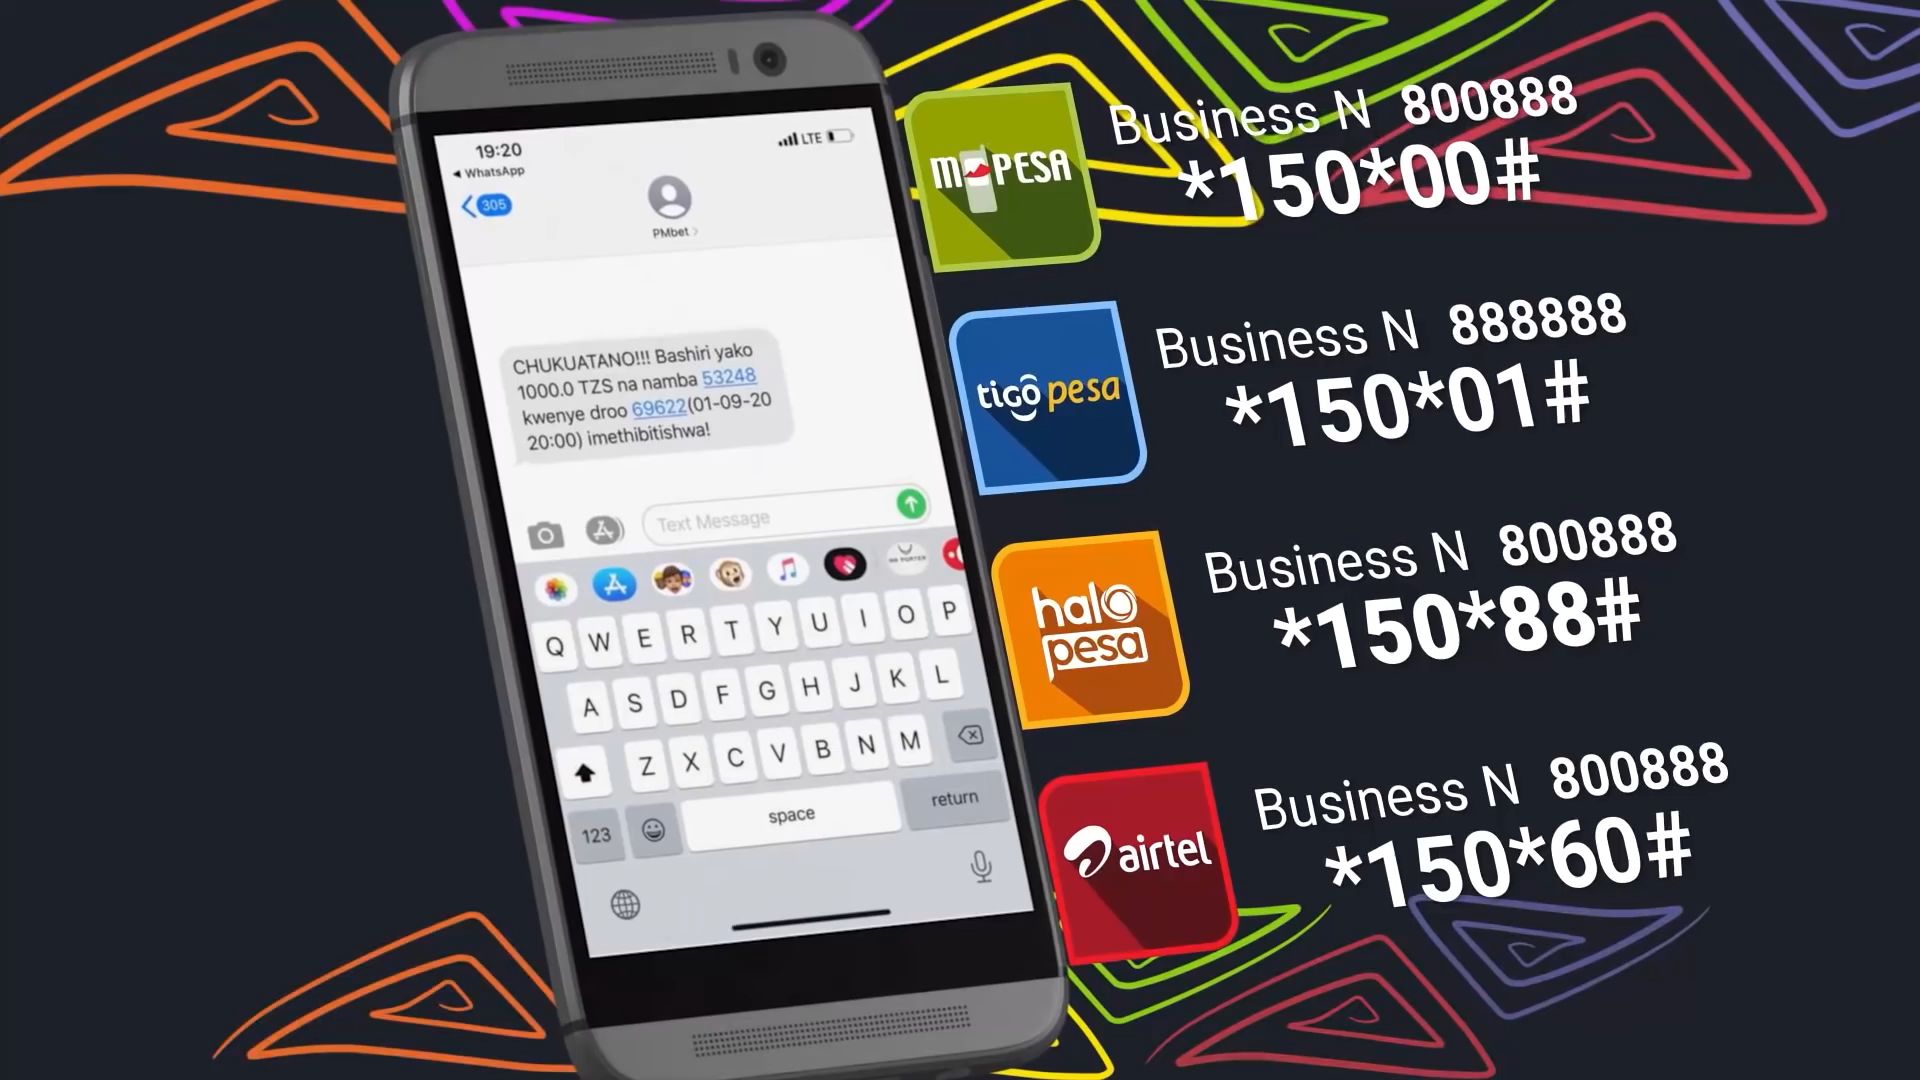 19:20
LTE
WhatsApp
305
PMbet
CHUKUATANO!!! Bashiri yako
1000.0 TZS na namba 53248
kwenye droo 69622(01-09-20
20:00) imethibitishwa!
Text Message
MR PORTER
Q W E R T Y U I O P
A S D F G H J K L
Z X C V B N M
123 space return
M PESA
Business N 800888
*150*00#
tigo pesa
Business N 888888
*150*01#
halo
pesa
Business N 800888
*150*88#
airtel
Business N 800888
*150*60#